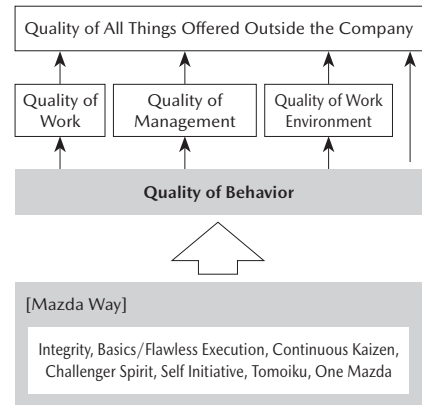 Quality of All Things Offered Outside the Company
Quality of
Work
Quality of
Management
Quality of Work
Environment
Quality of Behavior
[Mazda Way]
Integrity, Basics/Flawless Execution, Continuous Kaizen,
Challenger Spirit, Self Initiative, Tomoiku, One Mazda